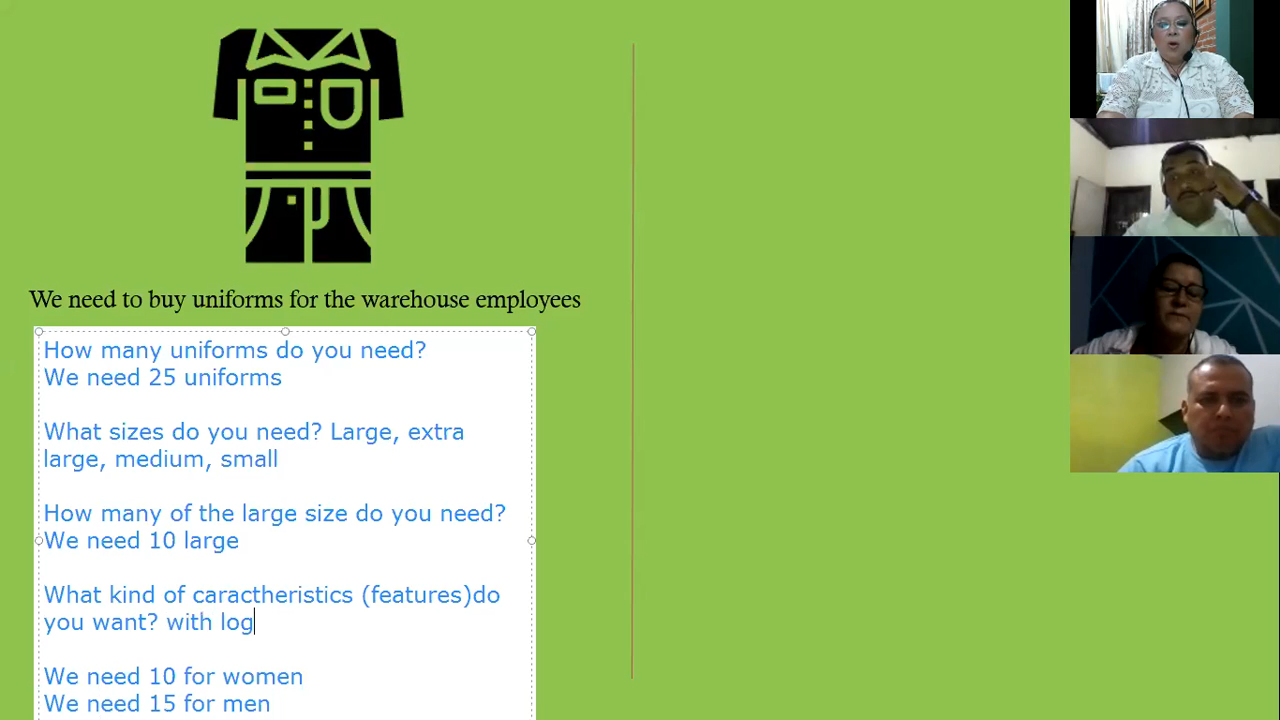 We need to buy uniforms for the warehouse employees
How many uniforms do you need?
We need 25 uniforms
What sizes do you need? Large, extra
large, medium, small
How many of the large size do you need?
We need 10 large
What kind of caractheristics (features)do
you want? with log
We need 10 for women
We need 15 for men